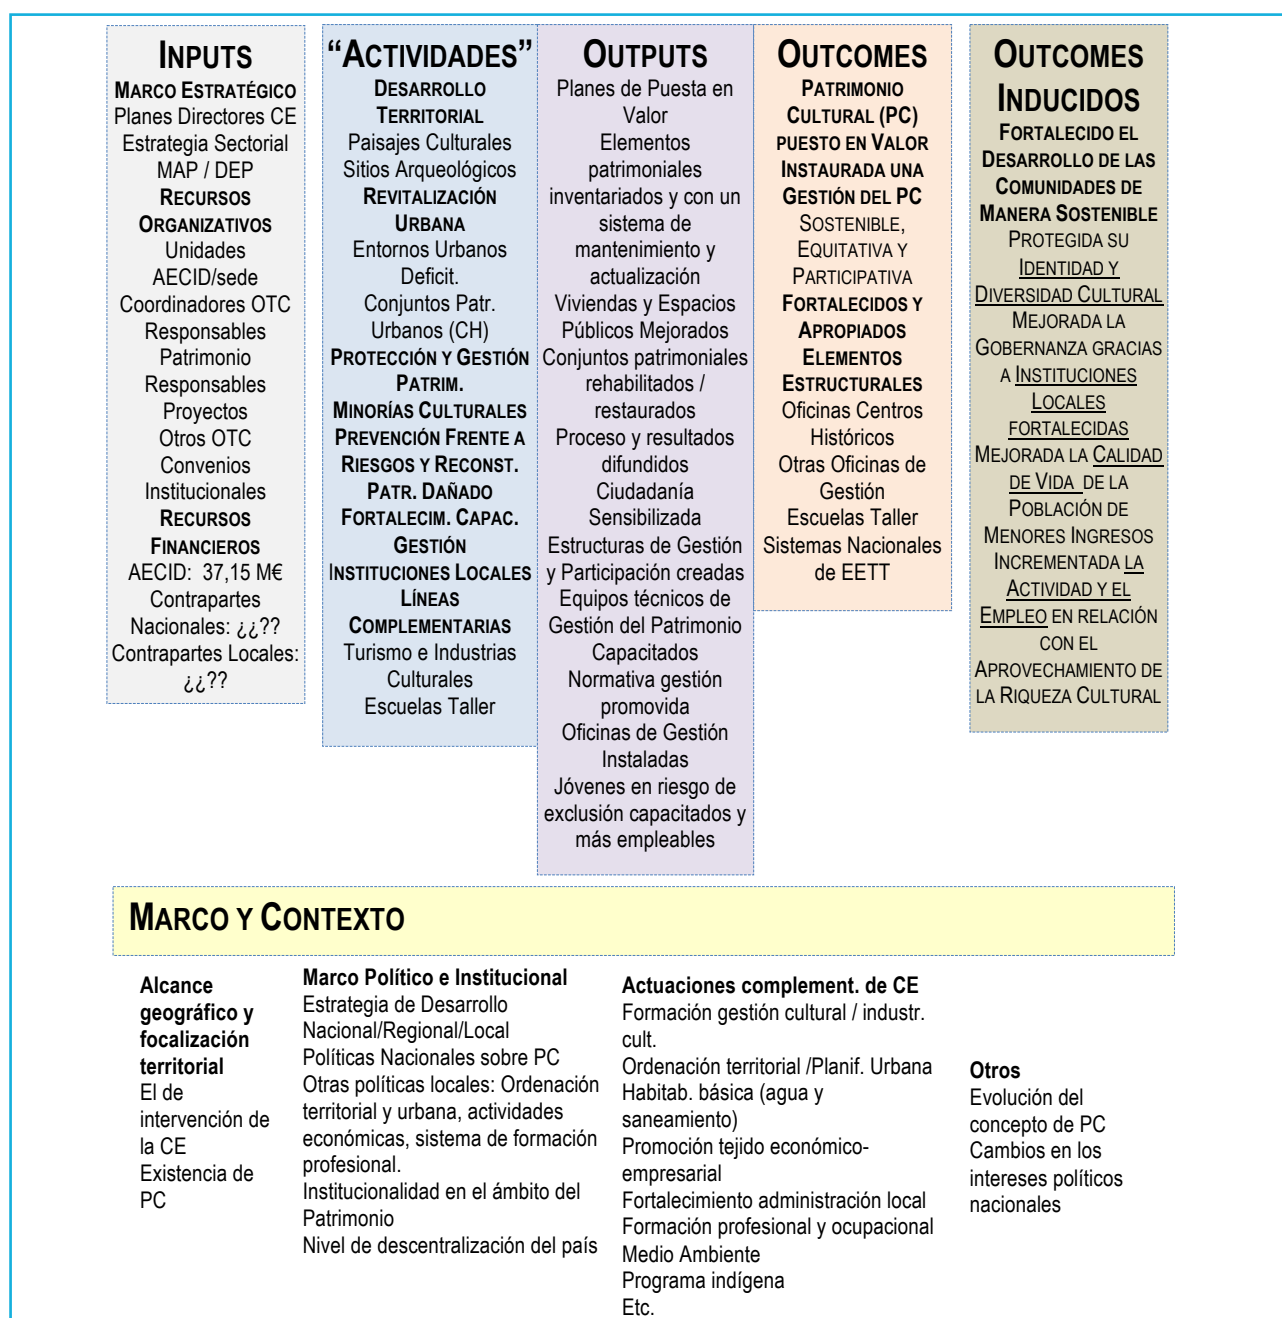 INPUTS
MARCO ESTRATÉGICO
Planes Directores CE
Estrategia Sectorial
MAP / DEP
RECURSOS
ORGANIZATIVOS
Unidades
AECID/sede
Coordinadores OTC
Responsables
Patrimonio
Responsables
Proyectos
Otros OTC
Convenios
Institucionales
RECURSOS
FINANCIEROS
AECID: 37,15 M€
Contrapartes
Nacionales: ¿¿??
Contrapartes Locales:
¿¿??
“ACTIVIDADES”
DESARROLLO
TERRITORIAL
Paisajes Culturales
Sitios Arqueológicos
REVITALIZACIÓN
URBANA
Entornos Urbanos
Deficit.
Conjuntos Patr.
Urbanos (CH)
PROTECCIÓN Y GESTIÓN
PATRIM.
MINORÍAS CULTURALES
PREVENCIÓN FRENTE A
RIESGOS Y RECONST.
PATR. DAÑADO
FORTALECIM. CAPAC.
GESTIÓN
INSTITUCIONES LOCALES
LÍNEAS
COMPLEMENTARIAS
Turismo e Industrias
Culturales
Escuelas Taller
OUTPUTS
Planes de Puesta en
Valor
Elementos
patrimoniales
inventariados y con un
sistema de
mantenimiento y
actualización
Viviendas y Espacios
Públicos Mejorados
Conjuntos patrimoniales
rehabilitados /
restaurados
Proceso y resultados
difundidos
Ciudadanía
Sensibilizada
Estructuras de Gestión
y Participación creadas
Equipos técnicos de
Gestión del Patrimonio
Capacitados
Normativa gestión
promovida
Oficinas de Gestión
Instaladas
Jóvenes en riesgo de
exclusión capacitados y
más empleables
OUTCOMES
PATRIMONIO
CULTURAL (PC)
PUESTO EN VALOR
INSTAURADA UNA
GESTIÓN DEL PC
SOSTENIBLE,
EQUITATIVA Y
PARTICIPATIVA
FORTALECIDOS Y
APROPIADOS
ELEMENTOS
ESTRUCTURALES
Oficinas Centros
Históricos
Otras Oficinas de
Gestión
Escuelas Taller
Sistemas Nacionales
de EETT
OUTCOMES
INDUCIDOS
FORTALECIDO EL
DESARROLLO DE LAS
COMUNIDADES DE
MANERA SOSTENIBLE
PROTEGIDA SU
IDENTIDAD Y
DIVERSIDAD CULTURAL
MEJORADA LA
GOBERNANZA GRACIAS
A INSTITUCIONES
LOCALES
FORTALECIDAS
MEJORADA LA CALIDAD
DE VIDA DE LA
POBLACIÓN DE
MENORES INGRESOS
INCREMENTADA LA
ACTIVIDAD Y EL
EMPLEO EN RELACIÓN
CON EL
APROVECHAMIENTO DE
LA RIQUEZA CULTURAL
MARCO Y CONTEXTO
Alcance
geográfico y
focalización
territorial
El de
intervención de
la CE
Existencia de
PC
Marco Político e Institucional
Estrategia de Desarrollo
Nacional/Regional/Local
Políticas Nacionales sobre PC
Otras políticas locales: Ordenación
territorial y urbana, actividades
económicas, sistema de formación
profesional.
Institucionalidad en el ámbito del
Patrimonio
Nivel de descentralización del país
Actuaciones complement. de CE
Formación gestión cultural / industr.
cult.
Ordenación territorial /Planif. Urbana
Habitab. básica (agua y
saneamiento)
Promoción tejido económico-
empresarial
Fortalecimiento administración local
Formación profesional y ocupacional
Medio Ambiente
Programa indígena
Etc.
Otros
Evolución del
concepto de PC
Cambios en los
intereses políticos
nacionales